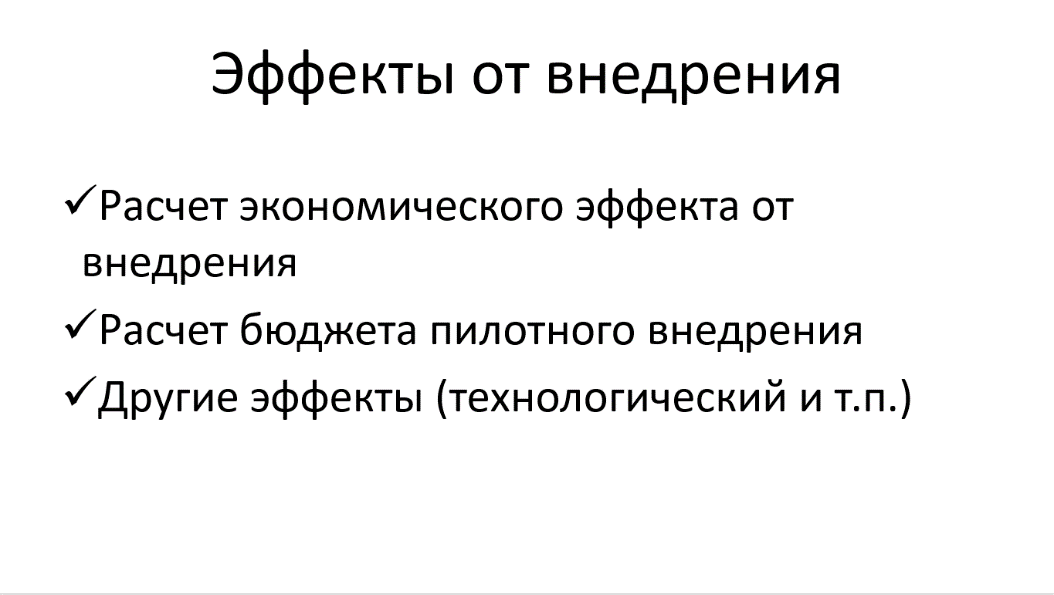 Эффекты от внедрения
✓Расчет экономического эффекта от
внедрения
✓Расчет бюджета пилотного внедрения
✓Другие эффекты (технологический и т.п.)